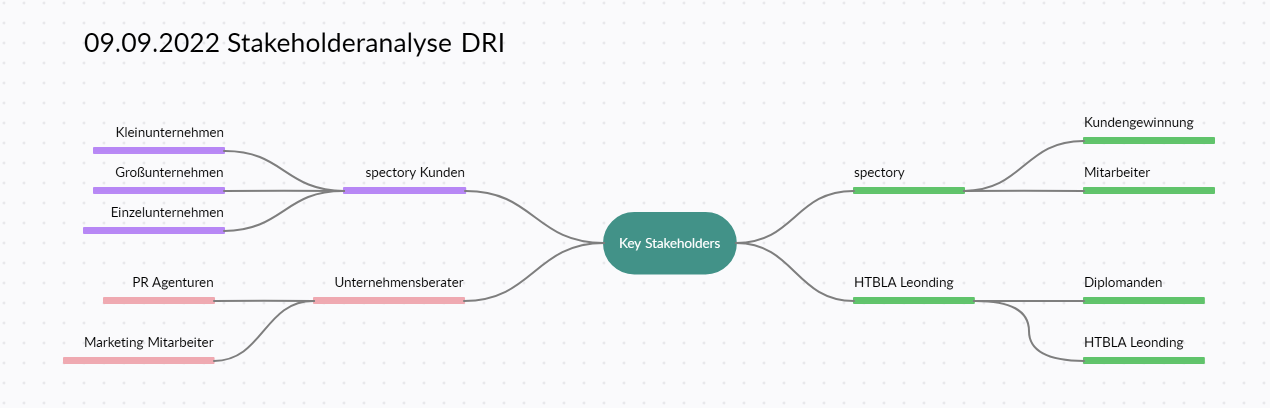 09.09.2022 Stakeholderanalyse DRI
Kleinunternehmen
Großunternehmen
Einzelunternehmen
spectory Kunden
PR Agenturen
Marketing Mitarbeiter
Unternehmensberater
Key Stakeholders
spectory
Kundengewinnung
Mitarbeiter
HTBLA Leonding
Diplomanden
HTBLA Leonding